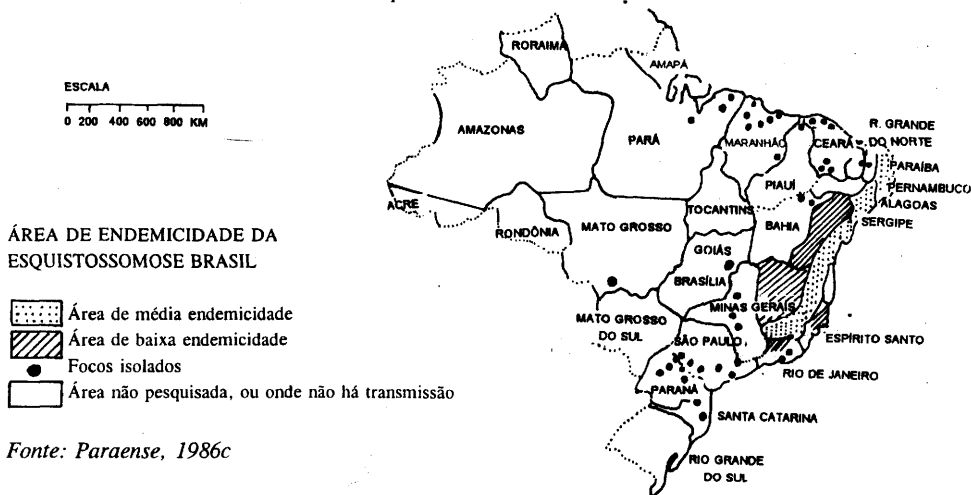 ESCALA
0 200 400 600 800 KM
ÁREA DE ENDEMICIDADE DA
ESQUISTOSSOMOSE BRASIL
Área de média endemicidade
Área de baixa endemicidade
Focos isolados
Área não pesquisada, ou onde não há transmissão
Fonte: Paraense, 1986c
RORAIMA
AMAPÁ
AMAZONAS
PARÁ
MARANHÃO
CEARÁ
R. GRANDE
DO NORTE
PARAÍBA
PIAUÍ
PERNAMBUCO
ALAGOAS
SERGIPE
ACRE
RONDÔNIA
MATO GROSSO
TOCANTINS
BAHIA
GOIÁS
BRASÍLIA
MINAS GERAIS
MATO GROSSO
DO SUL
SÃO PAULO
ESPÍRITO SANTO
RIO DE JANEIRO
PARANÁ
SANTA CATARINA
RIO GRANDE
DO SUL